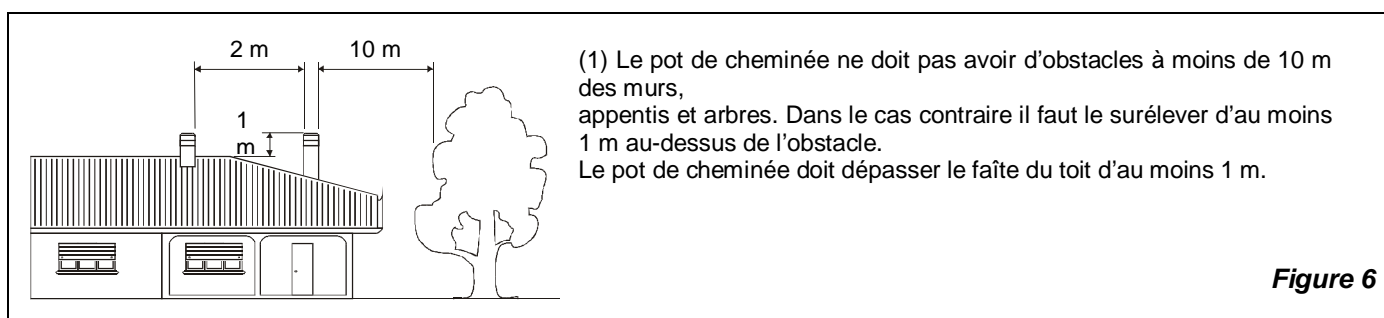 2 m
10 m
1
m
(1) Le pot de cheminée ne doit pas avoir d'obstacles à moins de 10 m
des murs,
appentis et arbres. Dans le cas contraire il faut le surélever d'au moins
1 m au-dessus de l'obstacle.
Le pot de cheminée doit dépasser le faîte du toit d'au moins 1 m.
Figure 6